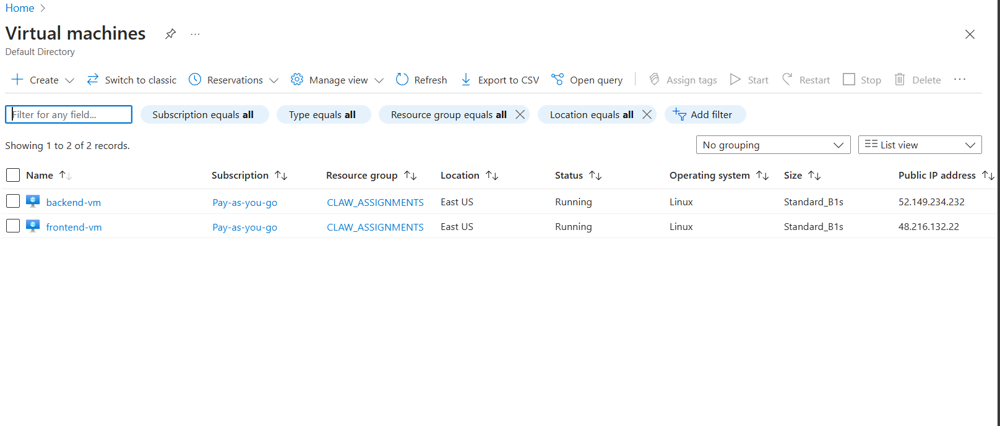 Home
Virtual machines
Default Directory
Create Switch to classic Reservations Manage view Refresh Export to CSV Open query Assign tags Start Restart Stop Delete
Filter for any field... Subscription equals all Type equals all Resource group equals all Location equals all Add filter
Showing 1 to 2 of 2 records. No grouping List view
Name Subscription Resource group Location Status Operating system Size Public IP address
backend-vm Pay-as-you-go CLAW_ASSIGNMENTS East US Running Linux Standard_B1s 52.149.234.232
frontend-vm Pay-as-you-go CLAW_ASSIGNMENTS East US Running Linux Standard_B1s 48.216.132.22